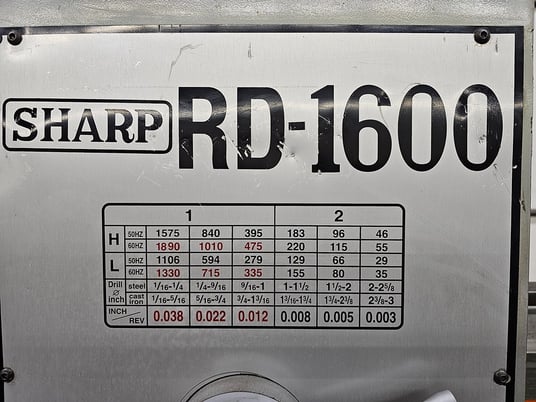 SHARP RD-1600
1 2
H 50HZ 1575 840 395 183 96 46
60HZ 1890 1010 475 220 115 55
L 50HZ 1106 594 279 129 66 29
60HZ 1330 715 335 155 80 35
Drill ø inch steel 1/16-1/4 1/4-9/16 9/16-1 1-1 1/2 1 1/2-2 2-2 5/8
cast iron 1/16-5/16 5/16-3/4 3/4-1 3/16 1 3/16-1 3/4 1 3/4-2 3/8 2 3/8-3
INCH/REV 0.038 0.022 0.012 0.008 0.005 0.003